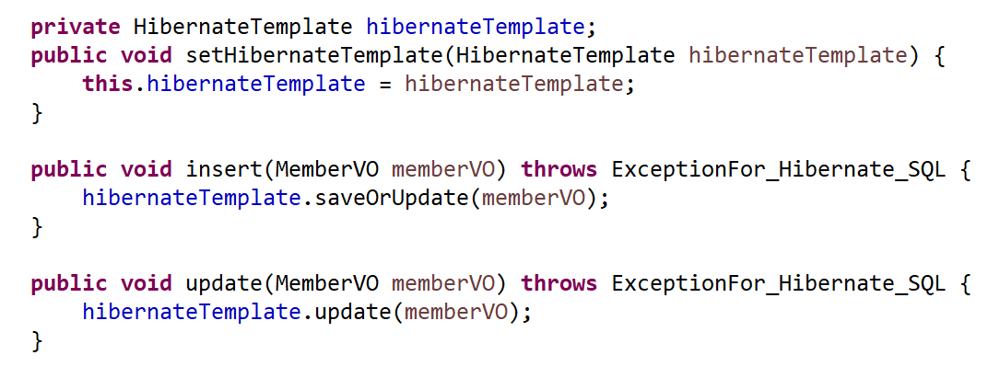 private HibernateTemplate hibernateTemplate;
public void setHibernateTemplate(HibernateTemplate hibernateTemplate) {
    this.hibernateTemplate = hibernateTemplate;
}

public void insert(MemberVO memberVO) throws ExceptionFor_Hibernate_SQL {
    hibernateTemplate.saveOrUpdate(memberVO);
}

public void update(MemberVO memberVO) throws ExceptionFor_Hibernate_SQL {
    hibernateTemplate.update(memberVO);
}